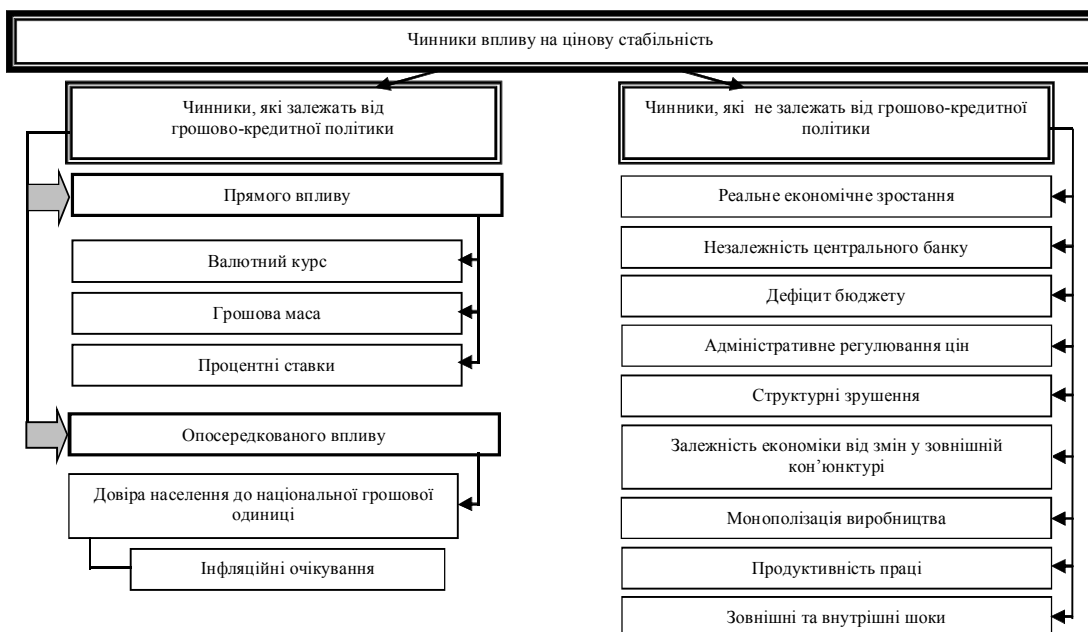 Чинники впливу на цінову стабільність
Чинники, які залежать від
грошово-кредитної політики
Прямого впливу
Валютний курс
Грошова маса
Процентні ставки
Опосередкованого впливу
Довіра населення до національної грошової
одиниці
Інфляційні очікування
Чинники, які не залежать від грошово-кредитної
політики
Реальне економічне зростання
Незалежність центрального банку
Дефіцит бюджету
Адміністративне регулювання цін
Структурні зрушення
Залежність економіки від змін у зовнішній
кон’юнктурі
Монополізація виробництва
Продуктивність праці
Зовнішні та внутрішні шоки